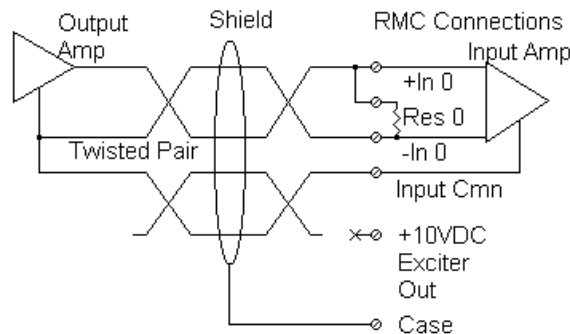 Output
Amp
Shield
RMC Connections
Input Amp
+In 0
Res 0
-In 0
Twisted Pair
Input Cmn
+10VDC
Exciter
Out
Case